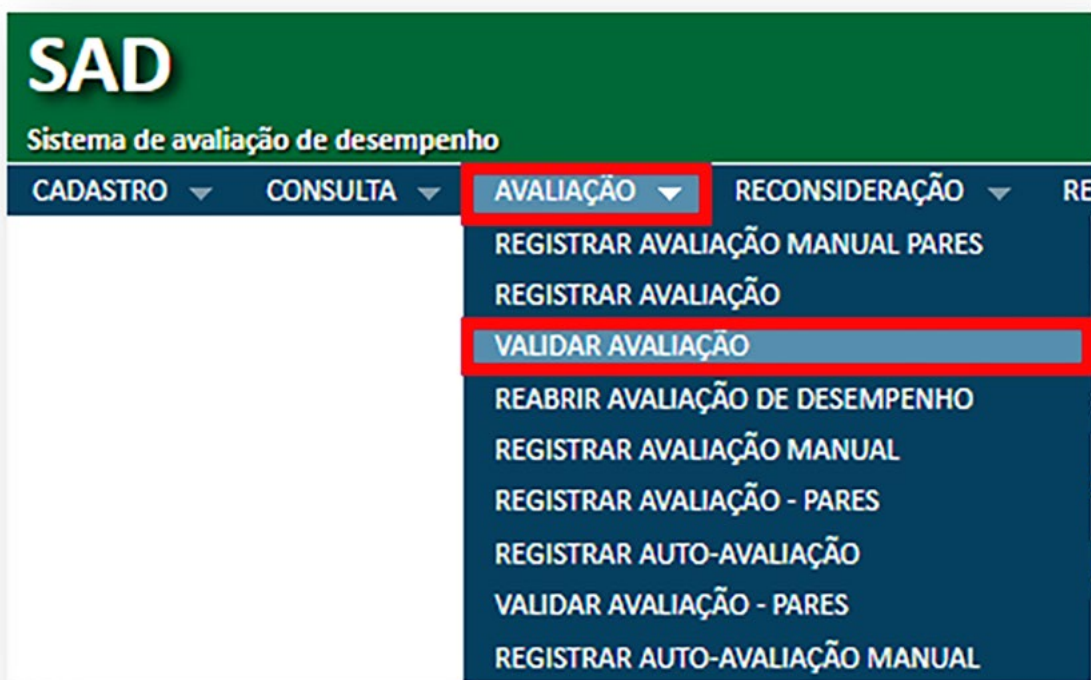 SAD
Sistema de avaliação de desempenho
CADASTRO CONSULTA AVALIAÇÃO RECONSIDERAÇÃO RE
REGISTRAR AVALIAÇÃO MANUAL PARES
REGISTRAR AVALIAÇÃO
VALIDAR AVALIAÇÃO
REABRIR AVALIAÇÃO DE DESEMPENHO
REGISTRAR AVALIAÇÃO MANUAL
REGISTRAR AVALIAÇÃO - PARES
REGISTRAR AUTO-AVALIAÇÃO
VALIDAR AVALIAÇÃO - PARES
REGISTRAR AUTO-AVALIAÇÃO MANUAL